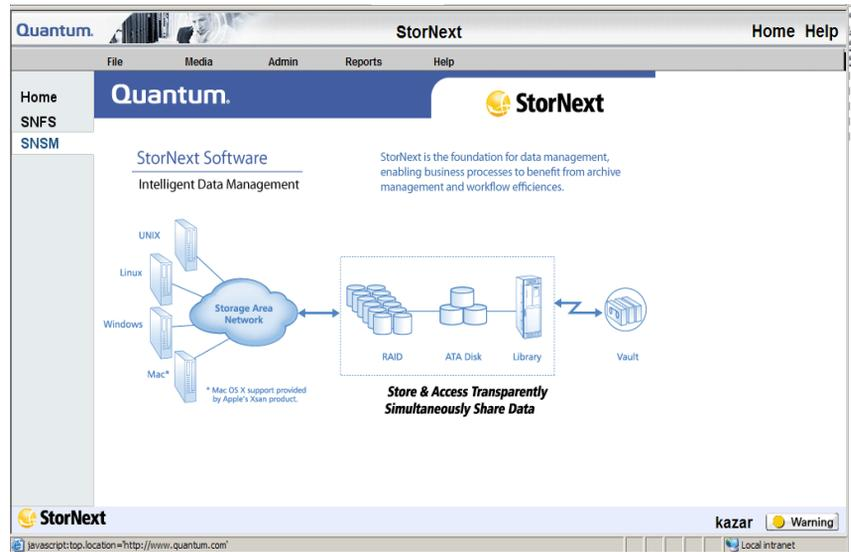 Quantum.
StorNext
Home Help
File Media Admin Reports Help
Home
SNFS
SNSM
Quantum.
StorNext
StorNext Software
Intelligent Data Management
StorNext is the foundation for data management,
enabling business processes to benefit from archive
management and workflow efficiences.
UNIX
Linux
Windows
Mac*
Storage Area
Network
* Mac OS X support provided
by Apple's Xsan product.
RAID
ATA Disk
Library
Vault
Store & Access Transparently
Simultaneously Share Data
StorNext
kazar
Warning
javascript:top.location='http://www.quantum.com'
Local intranet